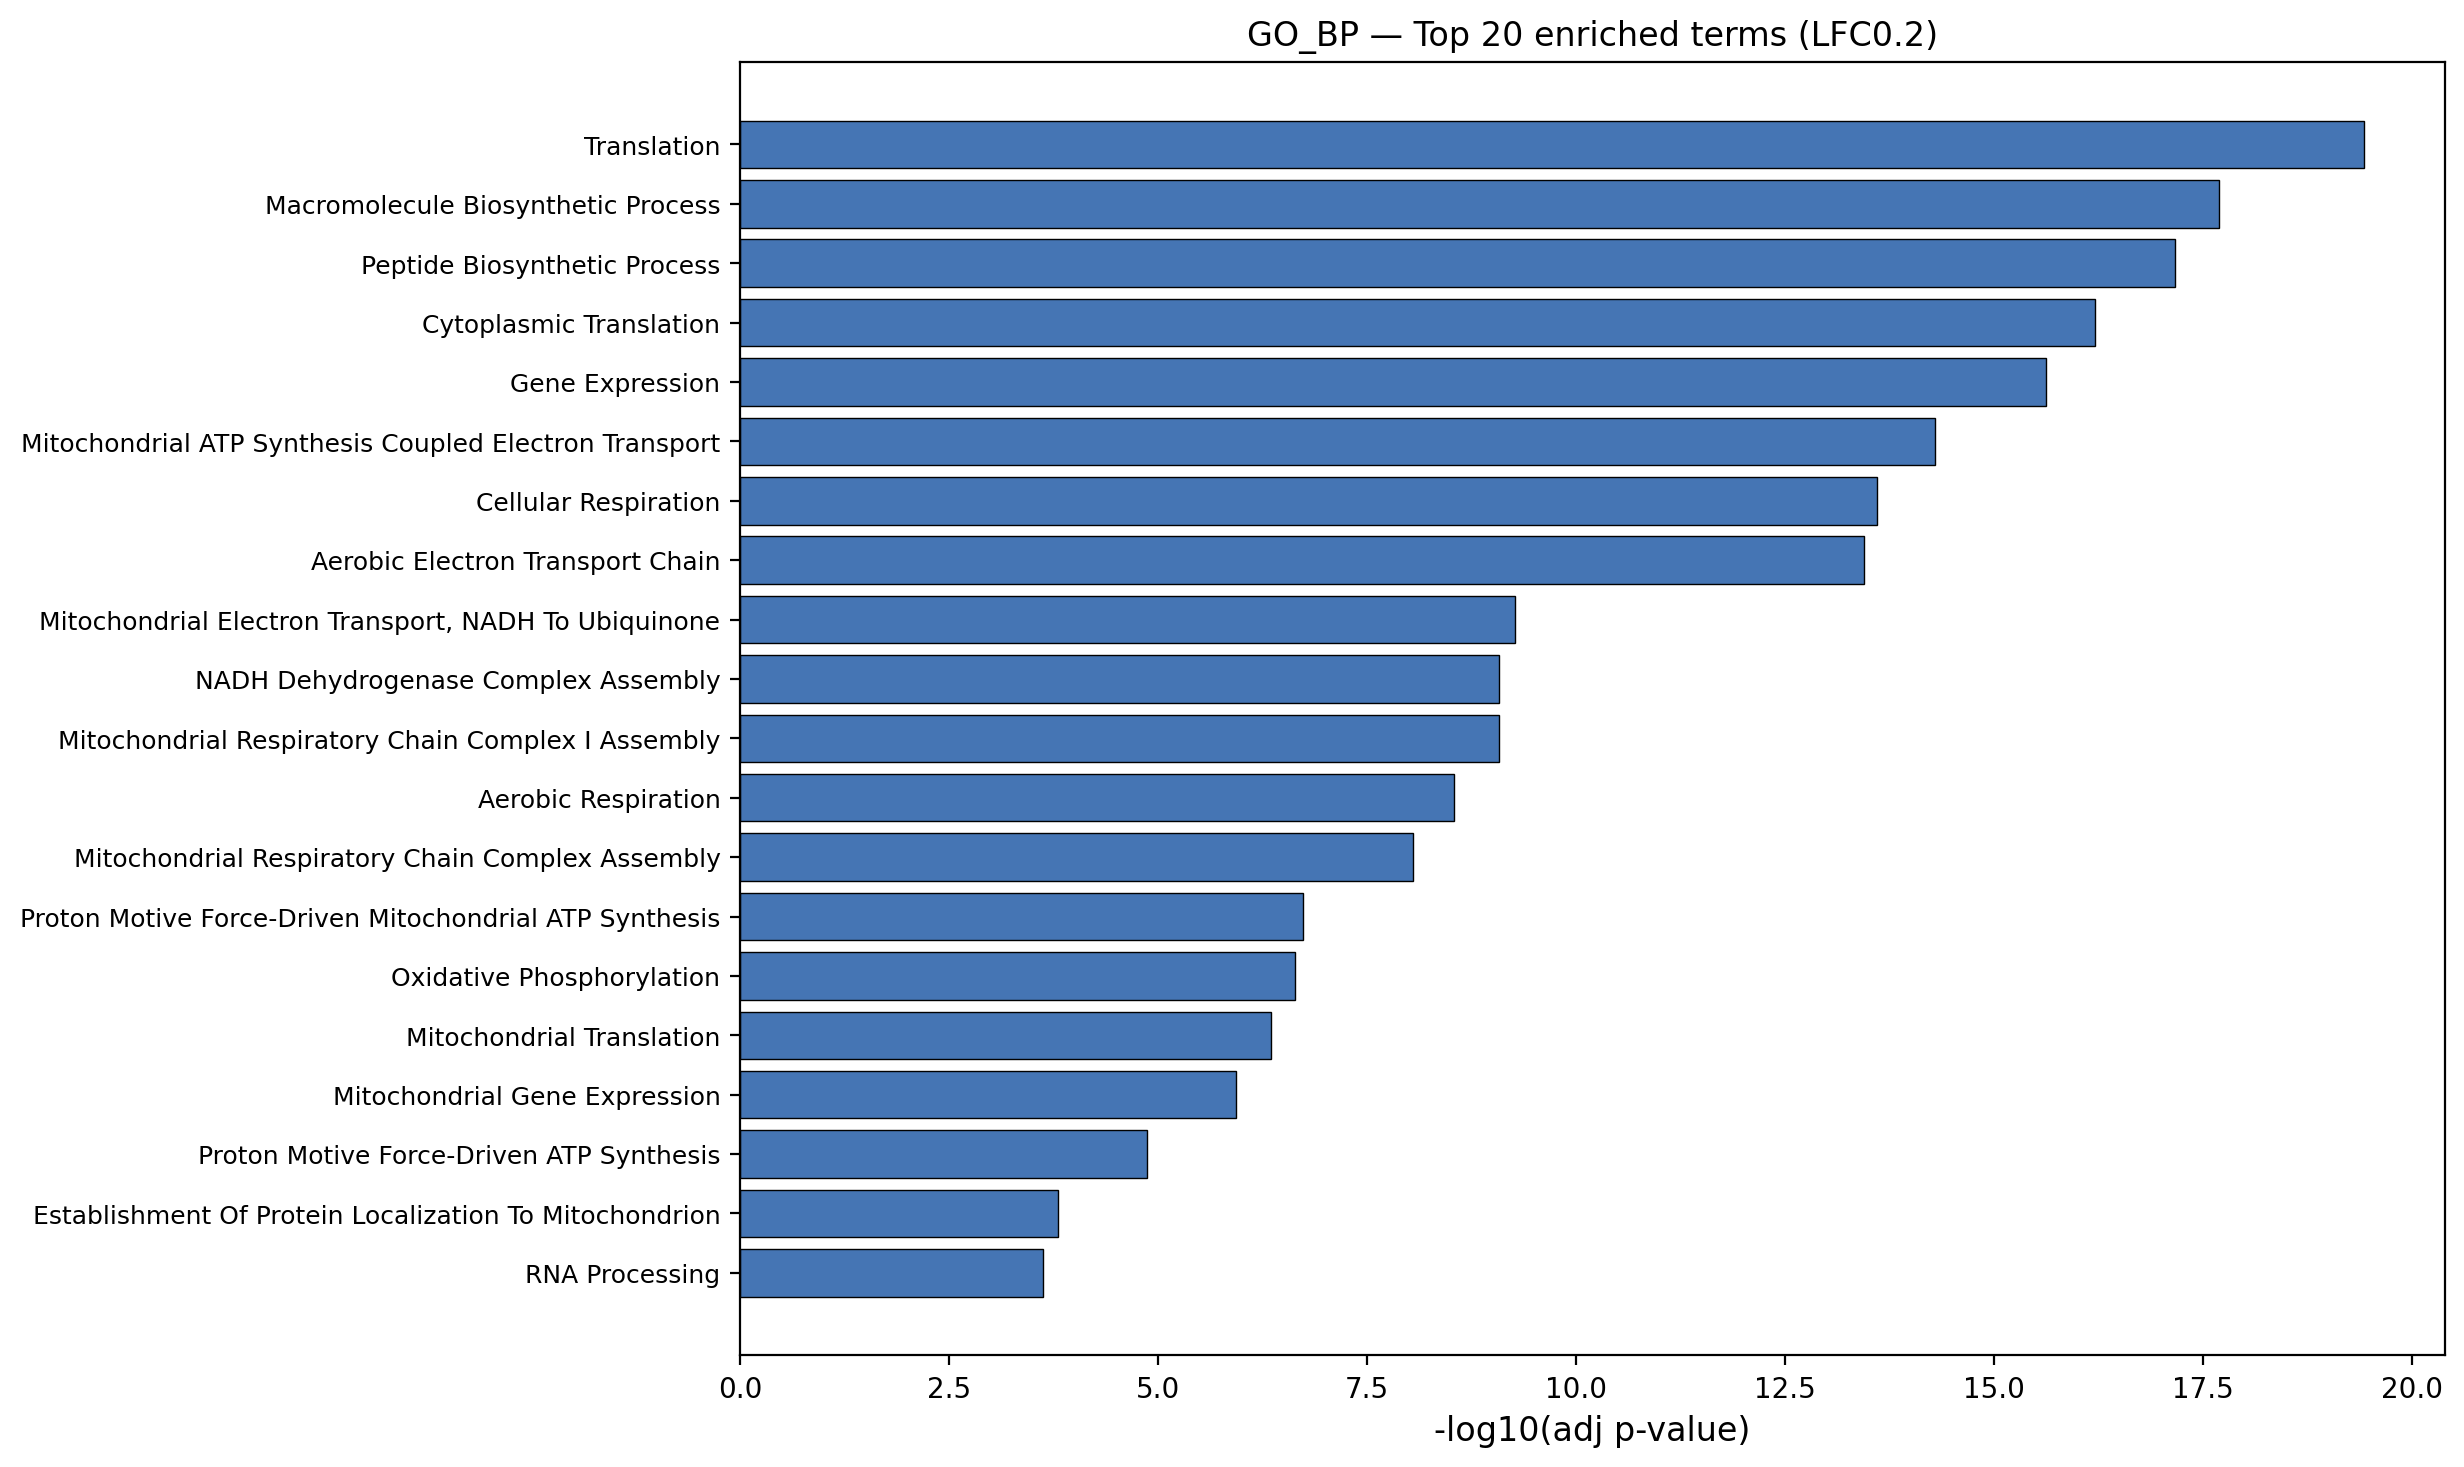 GO_BP — Top 20 enriched terms (LFC0.2)
Translation
Macromolecule Biosynthetic Process
Peptide Biosynthetic Process
Cytoplasmic Translation
Gene Expression
Mitochondrial ATP Synthesis Coupled Electron Transport
Cellular Respiration
Aerobic Electron Transport Chain
Mitochondrial Electron Transport, NADH To Ubiquinone
NADH Dehydrogenase Complex Assembly
Mitochondrial Respiratory Chain Complex I Assembly
Aerobic Respiration
Mitochondrial Respiratory Chain Complex Assembly
Proton Motive Force-Driven Mitochondrial ATP Synthesis
Oxidative Phosphorylation
Mitochondrial Translation
Mitochondrial Gene Expression
Proton Motive Force-Driven ATP Synthesis
Establishment Of Protein Localization To Mitochondrion
RNA Processing
0.0 2.5 5.0 7.5 10.0 12.5 15.0 17.5 20.0
-log10(adj p-value)